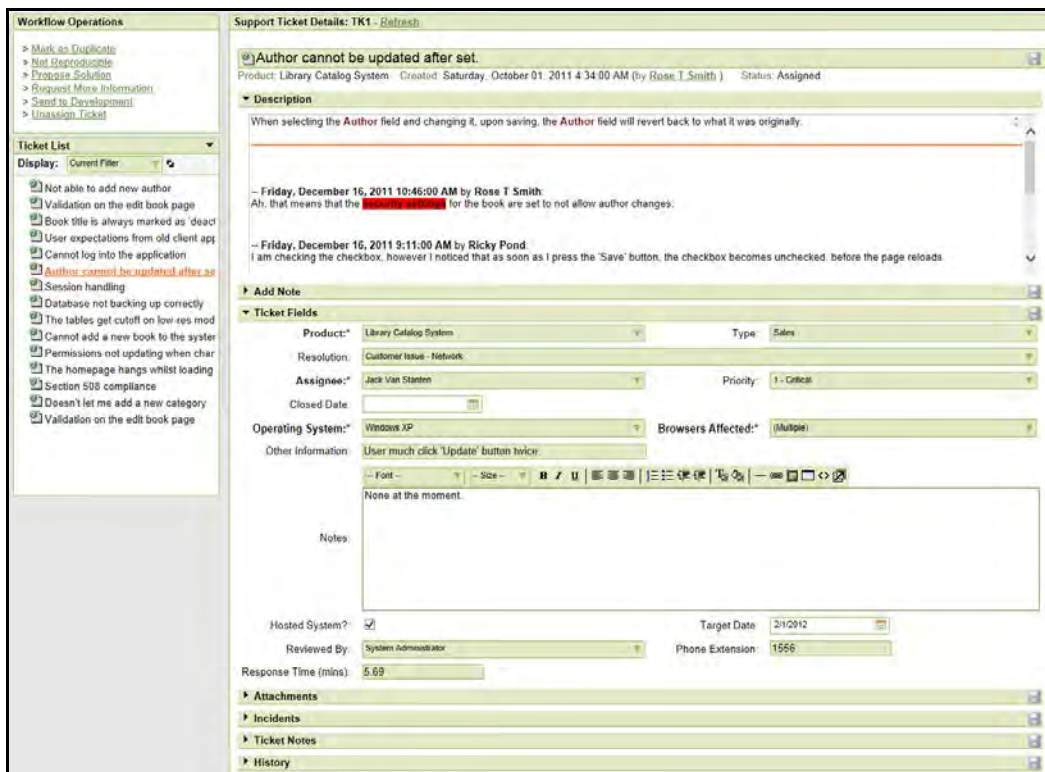 Workflow Operations
> Mark as Duplicate
> Not Reproducible
> Propose Solution
> Request More Information
> Send to Development
> Unassign Ticket
Ticket List
Display: Current Filter
Not able to add new author
Validation on the edit book page
Book title is always marked as 'deact
User expectations from old client app
Cannot log into the application
Author cannot be updated after se
Session handling
Database not backing up correctly
The tables get cutoff on low-res mod
Cannot add a new book to the syster
Permissions not updating when char
The homepage hangs whilst loading
Section 508 compliance
Doesn't let me add a new category
Validation on the edit book page
Support Ticket Details: TK1 - Refresh
Author cannot be updated after set.
Product: Library Catalog System Created: Saturday, October 01, 2011 4:34:00 AM (by Rose T Smith ) Status: Assigned
Description
When selecting the Author field and changing it, upon saving, the Author field will revert back to what it was originally.
-- Friday, December 16, 2011 10:46:00 AM by Rose T Smith:
Ah, that means that the security settings for the book are set to not allow author changes.
-- Friday, December 16, 2011 9:11:00 AM by Ricky Pond:
I am checking the checkbox, however I noticed that as soon as I press the 'Save' button, the checkbox becomes unchecked, before the page reloads.
Add Note
Ticket Fields
Product:* Library Catalog System Type: Sales
Resolution: Customer Issue - Network
Assignee:* Jack Van Stanten Priority: 1 - Critical
Closed Date:
Operating System:* Windows XP Browsers Affected:* (Multiple)
Other Information: User much click 'Update' button twice
-- Font -- -- Size -- B I U
None at the moment.
Notes:
Hosted System? Target Date: 2/1/2012
Reviewed By: System Administrator Phone Extension: 1556
Response Time (mins): 5.69
Attachments
Incidents
Ticket Notes
History